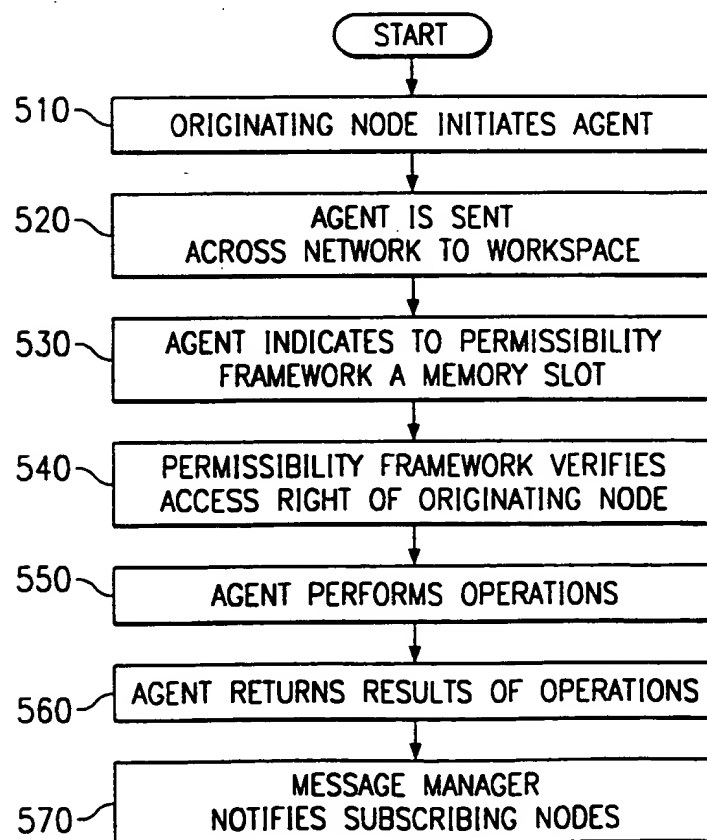 START
510
ORIGINATING NODE INITIATES AGENT
520
AGENT IS SENT
ACROSS NETWORK TO WORKSPACE
530
AGENT INDICATES TO PERMISSIBILITY
FRAMEWORK A MEMORY SLOT
540
PERMISSIBILITY FRAMEWORK VERIFIES
ACCESS RIGHT OF ORIGINATING NODE
550
AGENT PERFORMS OPERATIONS
560
AGENT RETURNS RESULTS OF OPERATIONS
570
MESSAGE MANAGER
NOTIFIES SUBSCRIBING NODES